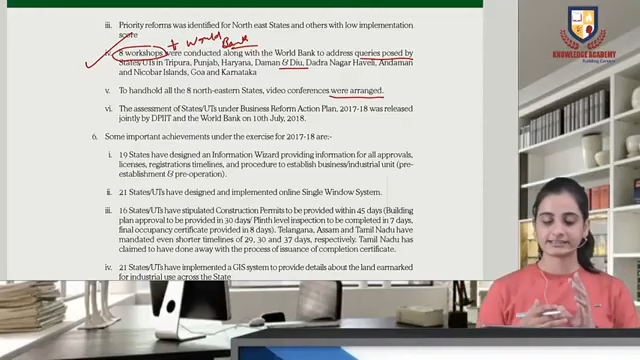 iii. Priority reforms was identified for North east States and others with low implementation
score
+ World Bank
iv. 8 workshops were conducted along with the World Bank to address queries posed by
States/UTs in Tripura, Punjab, Haryana, Daman & Diu, Dadra Nagar Haveli, Andaman
and Nicobar Islands, Goa and Karnataka
v. To handhold all the 8 north-eastern States, video conferences were arranged.
vi. The assessment of States/UTs under Business Reform Action Plan, 2017-18 was released
jointly by DPIIT and the World Bank on 10th July, 2018.
6. Some important achievements under the exercise for 2017-18 are:-
i. 19 States have designed an Information Wizard providing information for all approvals,
licenses, registrations timelines, and procedure to establish business/industrial unit (pre-
establishment & pre-operation).
ii. 21 States/UTs have designed and implemented online Single Window System.
iii. 16 States/UTs have stipulated Construction Permits to be provided within 45 days (Building
plan approval to be provided in 30 days/ Plinth level inspection to be completed in 7 days,
final occupancy certificate provided in 8 days). Telangana, Assam and Tamil Nadu have
mandated even shorter timelines of 29, 30 and 37 days, respectively. Tamil Nadu has
claimed to have done away with the process of issuance of completion certificate.
iv. 21 States/UTs have implemented a GIS system to provide details about the land earmarked
for industrial use across the State
KNOWLEDGE ACADEMY